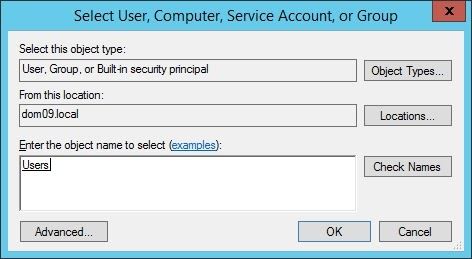 Select User, Computer, Service Account, or Group
x
Select this object type:
User, Group, or Built-in security principal
Object Types...
From this location:
dom09.local
Locations...
Enter the object name to select (examples):
Users
Check Names
Advanced...
OK
Cancel